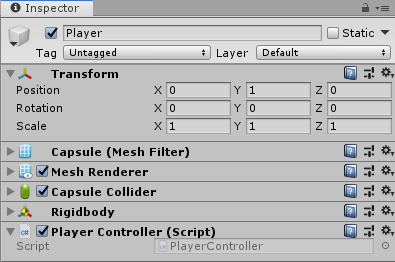 Inspector
Player
Static
Tag Untagged Layer Default
Transform
Position X 0 Y 1 Z 0
Rotation X 0 Y 0 Z 0
Scale X 1 Y 1 Z 1
Capsule (Mesh Filter)
Mesh Renderer
Capsule Collider
Rigidbody
Player Controller (Script)
Script PlayerController